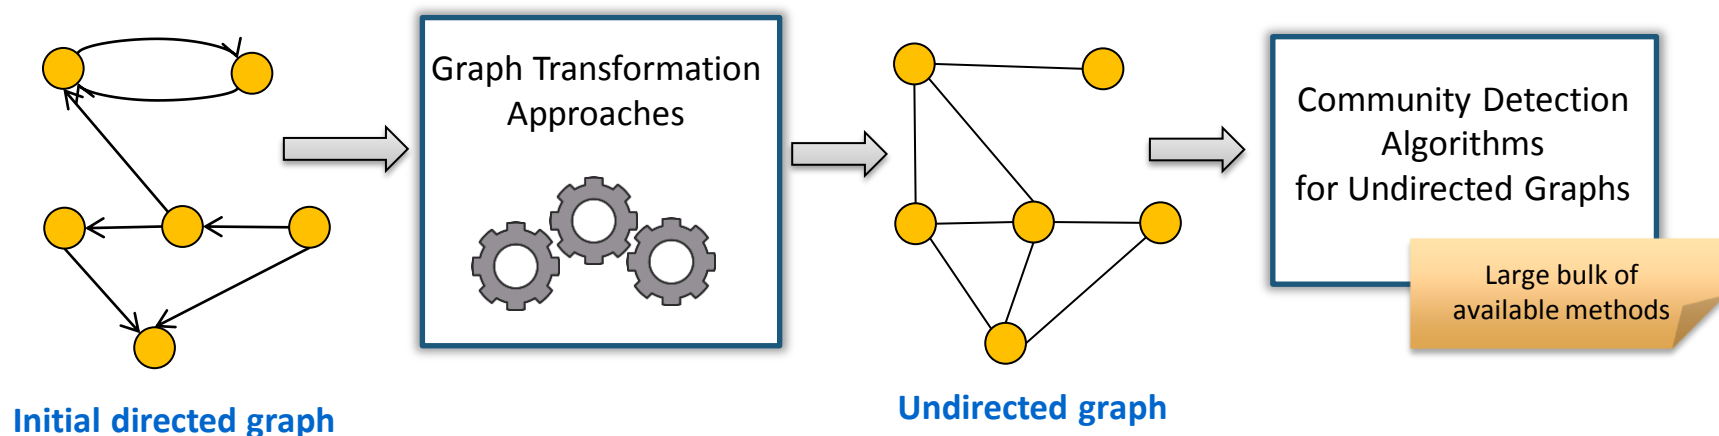 Graph Transformation
Approaches
Community Detection
Algorithms
for Undirected Graphs
Large bulk of
available methods
Initial directed graph
Undirected graph